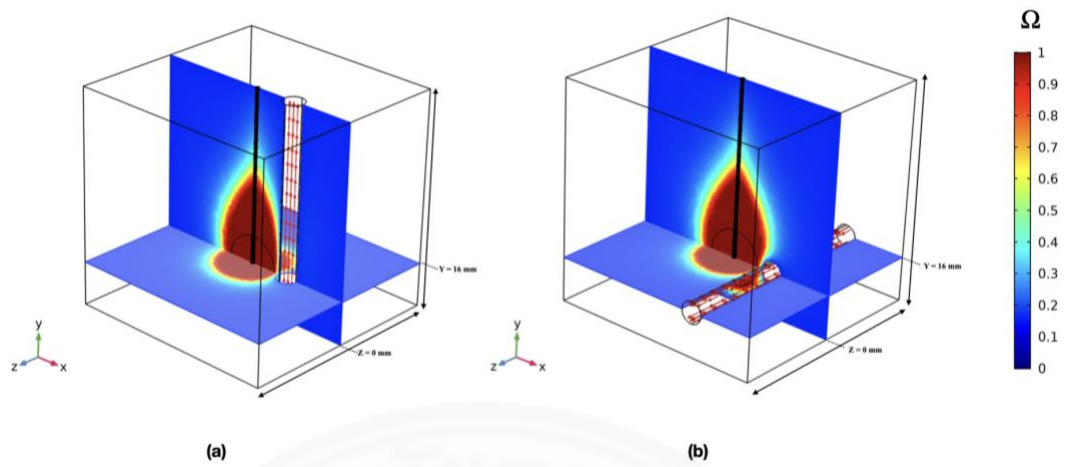 Ω
1
0.9
0.8
0.7
0.6
0.5
0.4
0.3
0.2
0.1
0
Y = 16 mm
Z = 0 mm
y
z
x
(a)
Y = 16 mm
Z = 0 mm
y
z
x
(b)